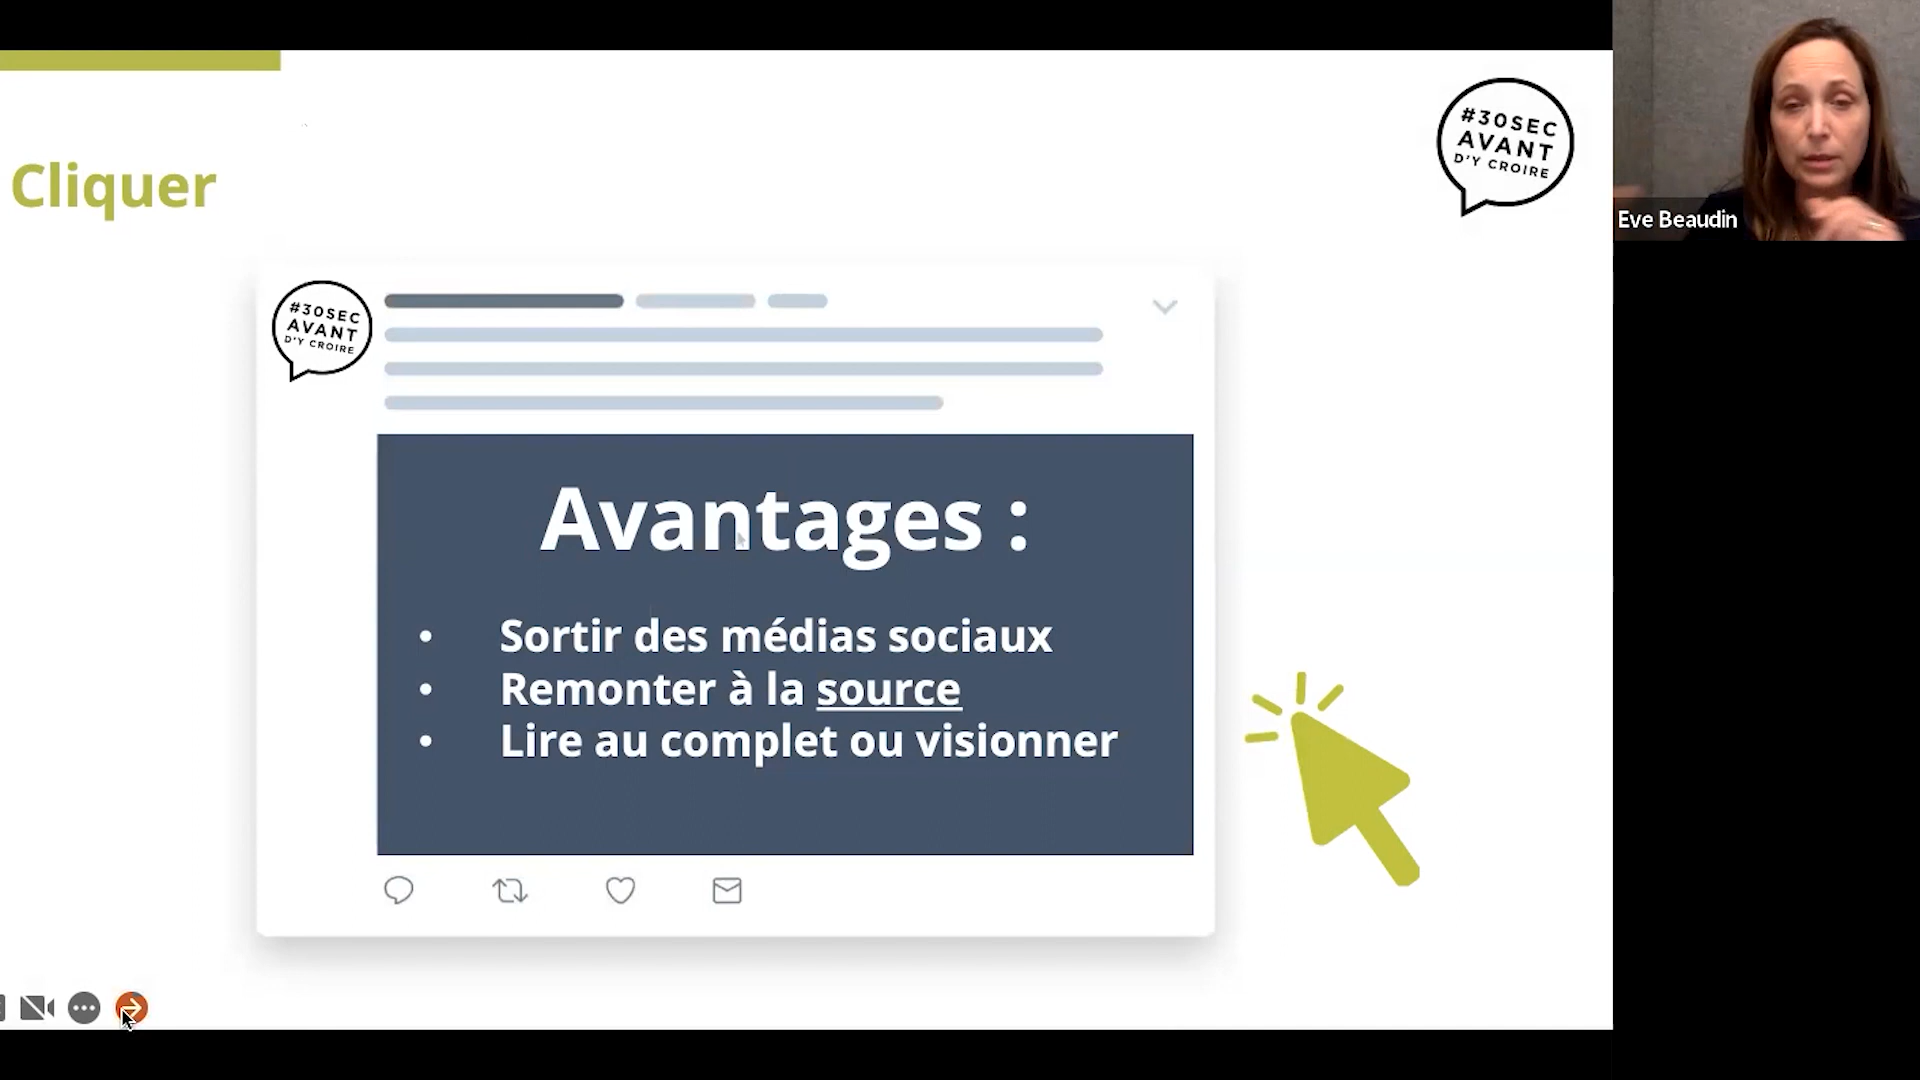 Cliquer
#30SEC
AVANT
D'Y CROIRE
Eve Beaudin
#30SEC
AVANT
D'Y CROIRE
Avantages :
• Sortir des médias sociaux
• Remonter à la source
• Lire au complet ou visionner